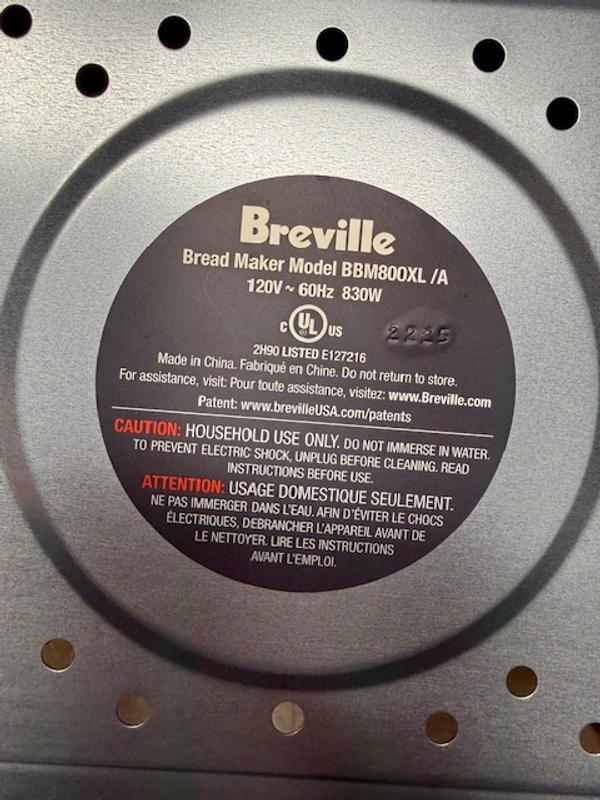 Breville
Bread Maker Model BBM800XL /A
120V ~ 60Hz 830W
C UL US
2225
2H90 LISTED E127216
Made in China. Fabriqué en Chine. Do not return to store.
For assistance, visit: Pour toute assistance, visitez: www.Breville.com
Patent: www.brevilleUSA.com/patents
CAUTION: HOUSEHOLD USE ONLY. DO NOT IMMERSE IN WATER.
TO PREVENT ELECTRIC SHOCK, UNPLUG BEFORE CLEANING. READ
INSTRUCTIONS BEFORE USE.
ATTENTION: USAGE DOMESTIQUE SEULEMENT.
NE PAS IMMERGER DANS L'EAU. AFIN D'ÉVITER LE CHOCS
ÉLECTRIQUES, DEBRANCHER L'APPAREIL AVANT DE
LE NETTOYER. LIRE LES INSTRUCTIONS
AVANT L'EMPLOI.